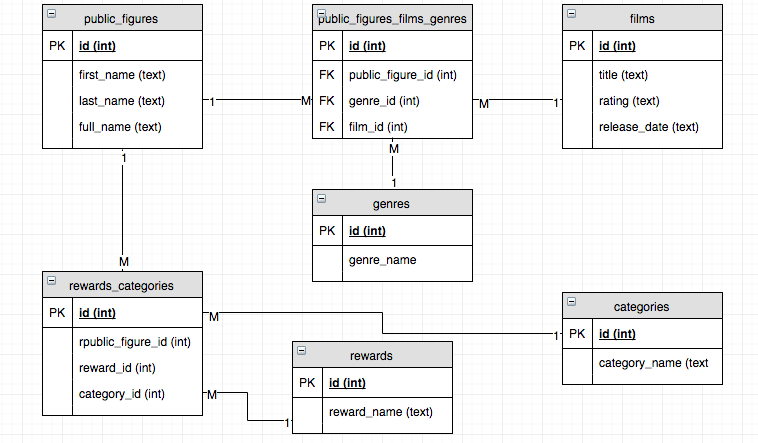 public_figures
PK id (int)
first_name (text)
last_name (text)
full_name (text)
public_figures_films_genres
PK id (int)
FK public_figure_id (int)
FK genre_id (int)
FK film_id (int)
films
PK id (int)
title (text)
rating (text)
release_date (text)
1 M
M 1
M
1
genres
PK id (int)
genre_name
1
M
rewards_categories
PK id (int)
rpublic_figure_id (int)
reward_id (int)
category_id (int)
M 1
M 1
rewards
PK id (int)
reward_name (text)
categories
PK id (int)
category_name (text